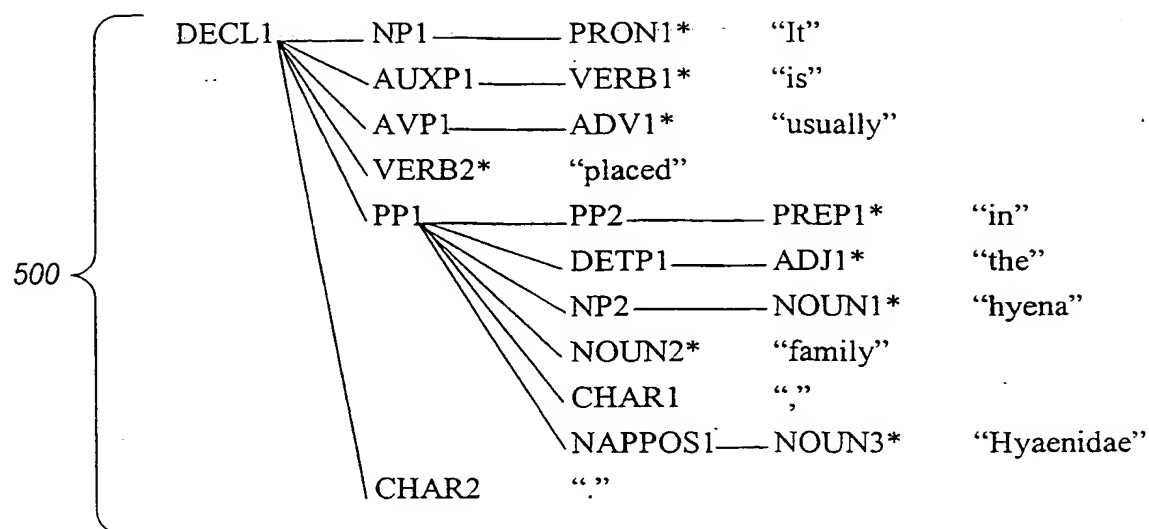 DECL1 NP1 PRON1* “It”
AUXP1 VERB1* “is”
AVP1 ADV1* “usually”
VERB2* “placed”
PP1 PP2 PREP1* “in”
500 DETP1 ADJ1* “the”
NP2 NOUN1* “hyena”
NOUN2* “family”
CHAR1 “,”
NAPPOS1 NOUN3* “Hyaenidae”
CHAR2 “.”